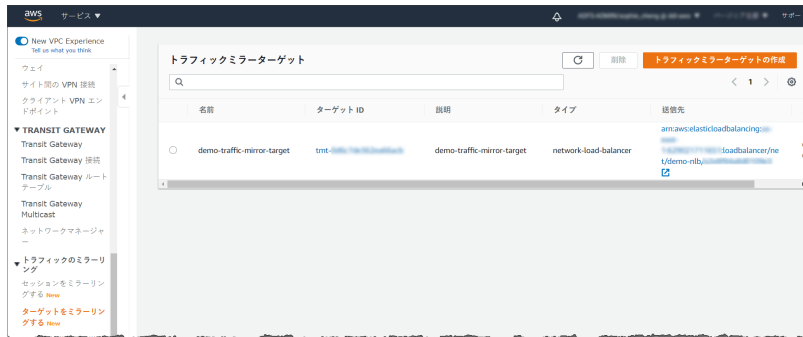 aws
サービス ▼
サポー
New VPC Experience
Tell us what you think
ウェイ
サイト間の VPN 接続
クライアント VPN エン
ドポイント
▼ TRANSIT GATEWAY
Transit Gateway
Transit Gateway 接続
Transit Gateway ルート
テーブル
Transit Gateway
Multicast
ネットワークマネージャ
ー
▼ トラフィックのミラーリ
ング
セッションをミラーリン
グする New
ターゲットをミラーリン
グする New
トラフィックミラーターゲット
削除
トラフィックミラーターゲットの作成
< 1 >
名前 ターゲット ID 説明 タイプ 送信先
demo-traffic-mirror-target tmt- demo-traffic-mirror-target network-load-balancer
arn:aws:elasticloadbalancing:
:loadbalancer/ne
t/demo-nlb,